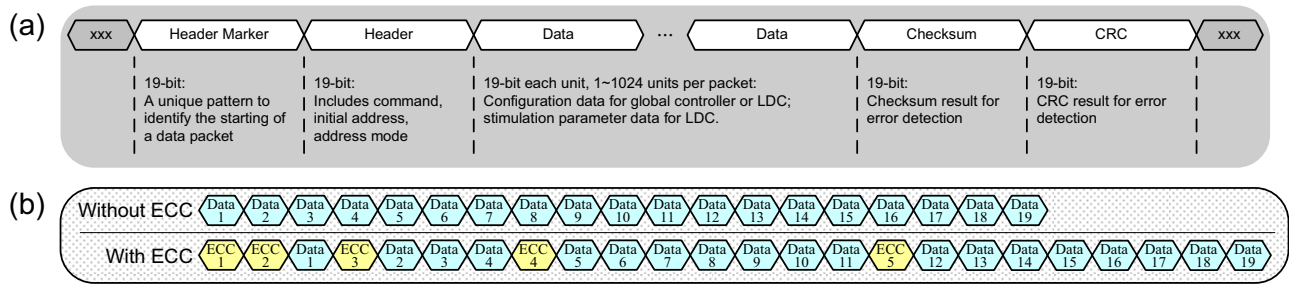 (a)
xxx Header Marker Header Data ... Data Checksum CRC xxx
19-bit:
A unique pattern to
identify the starting of
a data packet
19-bit:
Includes command,
initial address,
address mode
19-bit each unit, 1~1024 units per packet:
Configuration data for global controller or LDC;
stimulation parameter data for LDC.
19-bit:
Checksum result for
error detection
19-bit:
CRC result for error
detection
(b)
Without ECC
Data 1 Data 2 Data 3 Data 4 Data 5 Data 6 Data 7 Data 8 Data 9 Data 10 Data 11 Data 12 Data 13 Data 14 Data 15 Data 16 Data 17 Data 18 Data 19
With ECC
ECC 1 ECC 2 Data 1 ECC 3 Data 2 Data 3 Data 4 ECC 4 Data 5 Data 6 Data 7 Data 8 Data 9 Data 10 Data 11 ECC 5 Data 12 Data 13 Data 14 Data 15 Data 16 Data 17 Data 18 Data 19